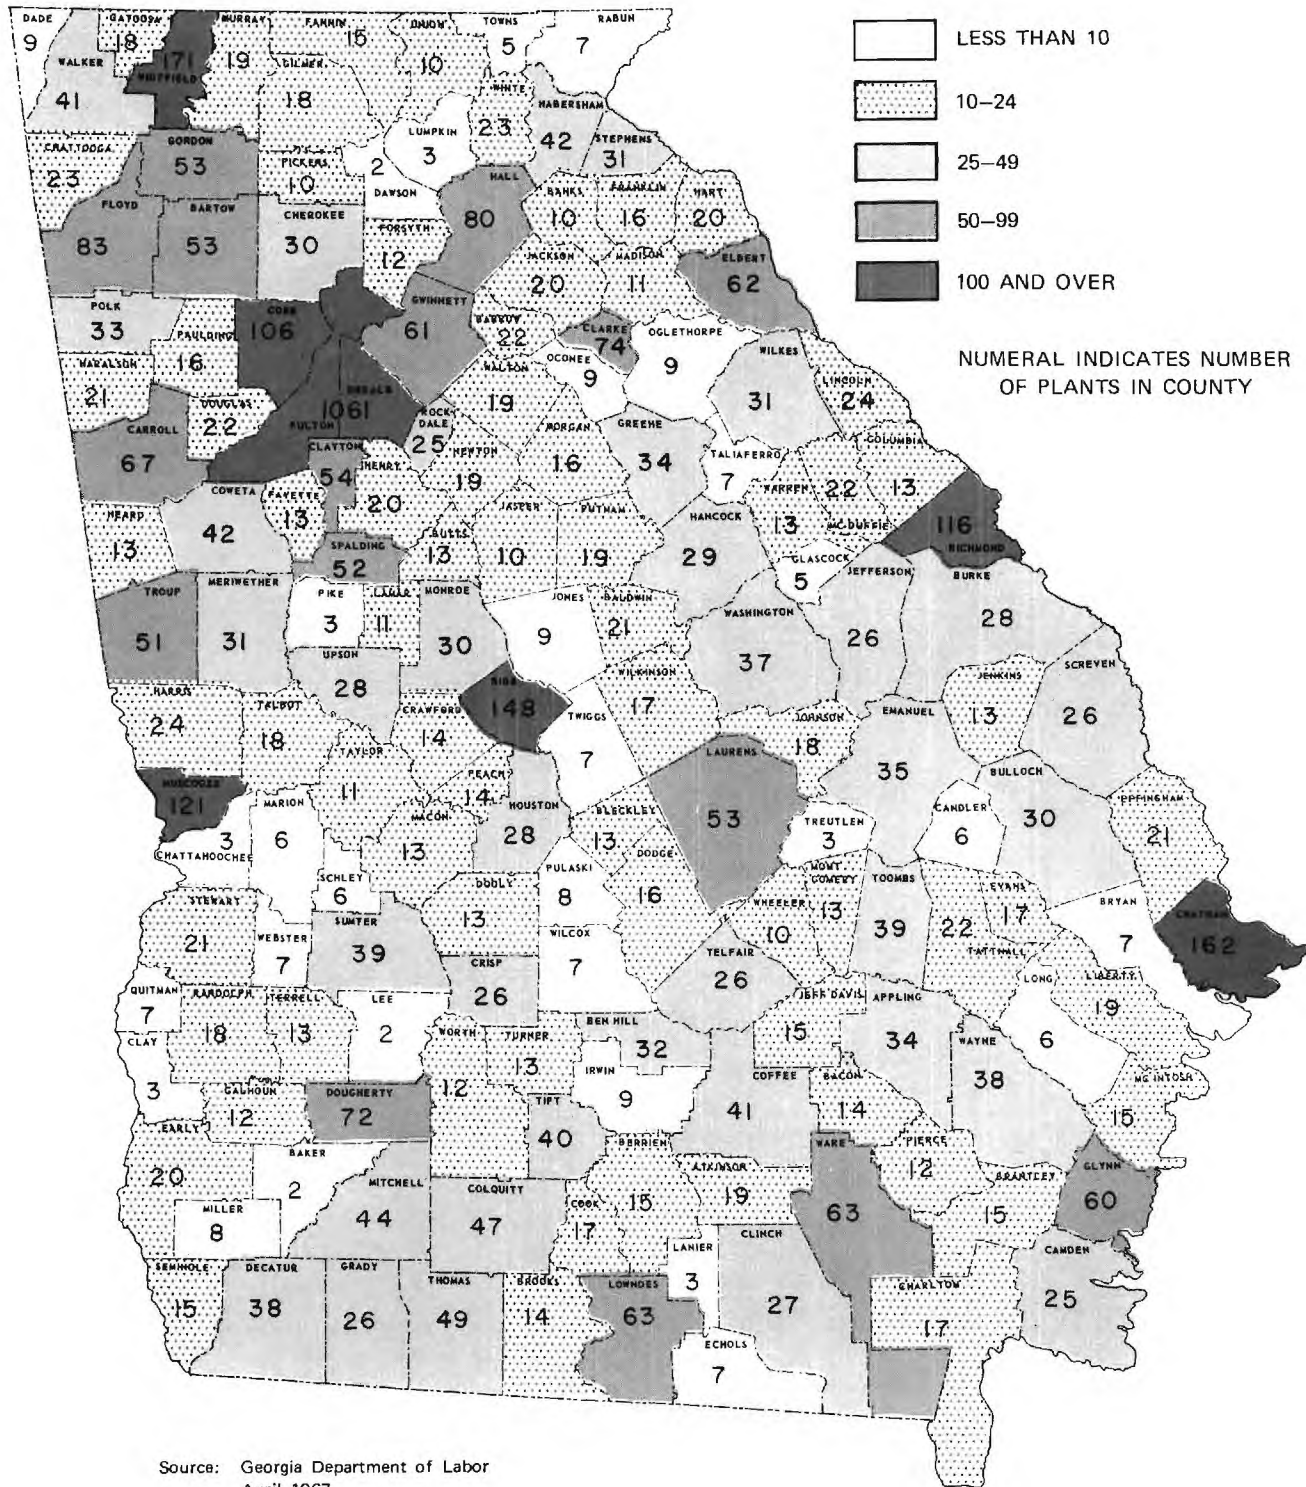 DADE
9
CATOOSA
18
171
WHITFIELD
MURRAY
19
FANNIN
15
UNION
10
TOWNS
5
RABUN
7
WALKER
41
GILMER
18
WHITE
23
HABERSHAM
42
STEPHENS
31
LUMPKIN
3
CHATTOOGA
23
GORDON
53
PICKERS
10
2
DAWSON
HALL
80
BANKS
10
FRANKLIN
16
HART
20
FLOYD
83
BARTOW
53
CHEROKEE
30
FORSYTH
12
JACKSON
20
MADISON
11
ELBERT
62
POLK
33
PAULDING
16
COBB
106
GWINNETT
61
BARROW
22
CLARKE
74
OGLETHORPE
9
OCONEE
9
WILKES
31
LINCOLN
24
HARALSON
21
DOUGLAS
22
DEKALB
1061
FULTON
ROCK
DALE
25
WALTON
19
MORGAN
16
GREENE
34
TALIAFERRO
7
COLUMBIA
13
CARROLL
67
CLAYTON
54
HENRY
20
NEWTON
19
WARREN
13
22
MC DUFFIE
116
RICHMOND
HEARD
13
COWETA
42
FAYETTE
13
SPALDING
52
BUTTS
13
JASPER
10
PUTNAM
19
HANCOCK
29
GLASCOCK
5
JEFFERSON
26
BURKE
28
TROUP
51
MERIWETHER
31
PIKE
3
LAMAR
11
MONROE
30
JONES
9
BALDWIN
21
WASHINGTON
37
SCREVEN
26
UPSON
28
JENKINS
13
HARRIS
24
TALBOT
18
CRAWFORD
14
BIBB
148
TWIGGS
7
WILKINSON
17
JOHNSON
18
EMANUEL
35
TAYLOR
11
PEACH
14
HOUSTON
28
LAURENS
53
BULLOCH
30
EFFINGHAM
21
MUSCOGEE
121
MARION
6
MACON
13
BLECKLEY
13
TREUTLEN
3
CANDLER
6
3
CHATTAHOOCHEE
SCHLEY
6
DOOLY
13
PULASKI
8
DODGE
16
MONT
GOMERY
13
TOOMBS
39
EVANS
17
BRYAN
7
CHATHAM
162
STEWART
21
WEBSTER
7
SUMTER
39
WILCOX
7
WHEELER
10
22
TATTNALL
CRISP
26
TELFAIR
26
LONG
6
LIBERTY
19
QUITMAN
7
RANDOLPH
18
TERRELL
13
LEE
2
WORTH
12
TURNER
13
BEN HILL
32
JEFF DAVIS
15
APPLING
34
WAYNE
38
CLAY
3
IRWIN
9
COFFEE
41
BACON
14
MC INTOSH
15
CALHOUN
12
DOUGHERTY
72
TIFT
40
EARLY
20
BAKER
2
BERRIEN
15
ATKINSON
19
WARE
63
PIERCE
12
BRANTLEY
15
GLYNN
60
MILLER
8
MITCHELL
44
COLQUITT
47
COOK
17
LANIER
3
CLINCH
27
CAMDEN
25
SEMINOLE
15
DECATUR
38
GRADY
26
THOMAS
49
BROOKS
14
LOWNDES
63
CHARLTON
17
ECHOLS
7
LESS THAN 10
10–24
25–49
50–99
100 AND OVER
NUMERAL INDICATES NUMBER
OF PLANTS IN COUNTY
Source: Georgia Department of Labor
April 1967